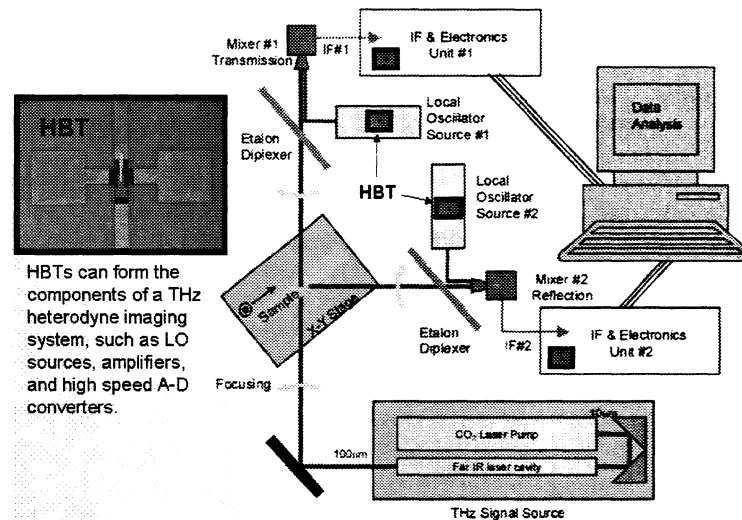 Mixer #1
Transmission
IF#1
IF & Electronics
Unit #1
HBT
Etalon
Diplexer
Local
Oscillator
Source #1
Data
Analysis
HBT
Local
Oscillator
Source #2
HBTs can form the
components of a THz
heterodyne imaging
system, such as LO
sources, amplifiers,
and high speed A-D
converters.
Sample
X-Y Stage
Etalon
Diplexer
Mixer #2
Reflection
IF#2
IF & Electronics
Unit #2
Focusing
100µm
10µm
CO₂ Laser Pump
Far IR laser cavity
THz Signal Source